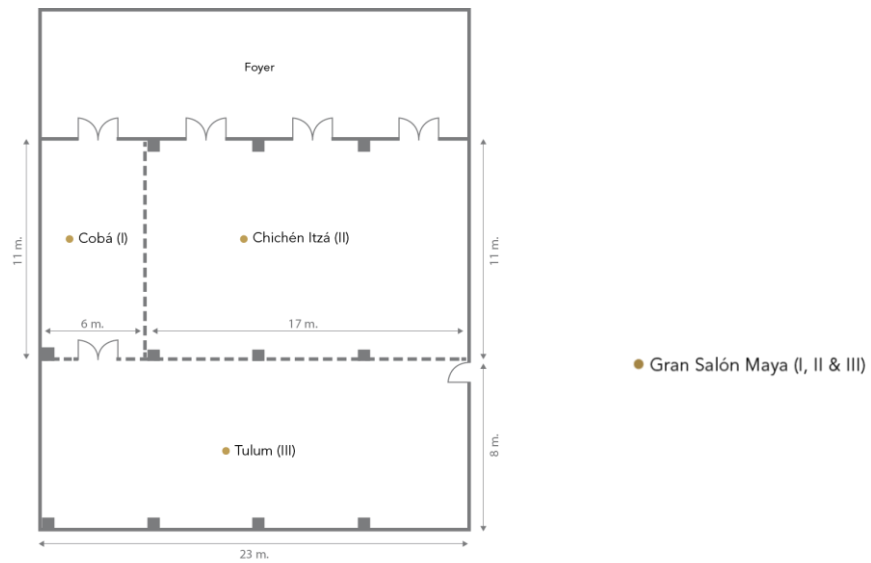 Foyer
Cobá (I)
Chichén Itzá (II)
11 m.
11 m.
6 m.
17 m.
Gran Salón Maya (I, II & III)
Tulum (III)
8 m.
23 m.